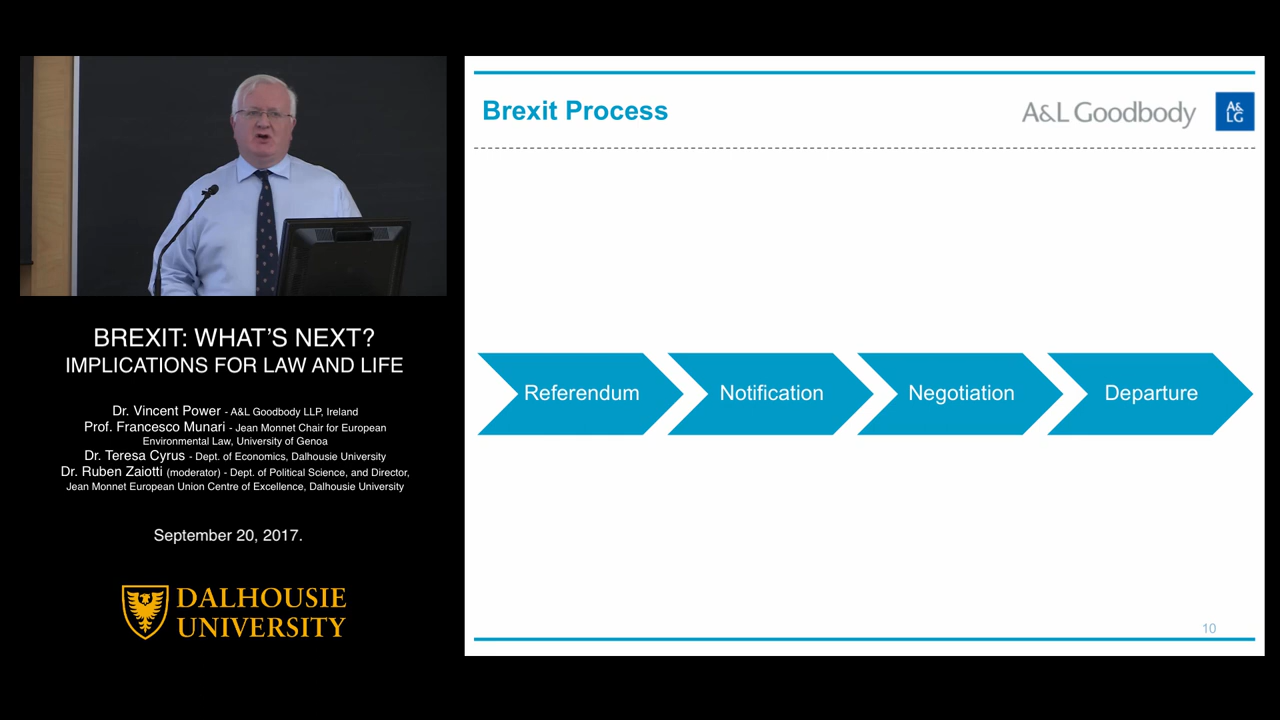 BREXIT: WHAT'S NEXT?
IMPLICATIONS FOR LAW AND LIFE
Dr. Vincent Power - A&L Goodbody LLP, Ireland
Prof. Francesco Munari - Jean Monnet Chair for European
Environmental Law, University of Genoa
Dr. Teresa Cyrus - Dept. of Economics, Dalhousie University
Dr. Ruben Zaiotti (moderator) - Dept. of Political Science, and Director,
Jean Monnet European Union Centre of Excellence, Dalhousie University
September 20, 2017.
DALHOUSIE
UNIVERSITY
Brexit Process
A&L Goodbody
A&
LG
Referendum
Notification
Negotiation
Departure
10